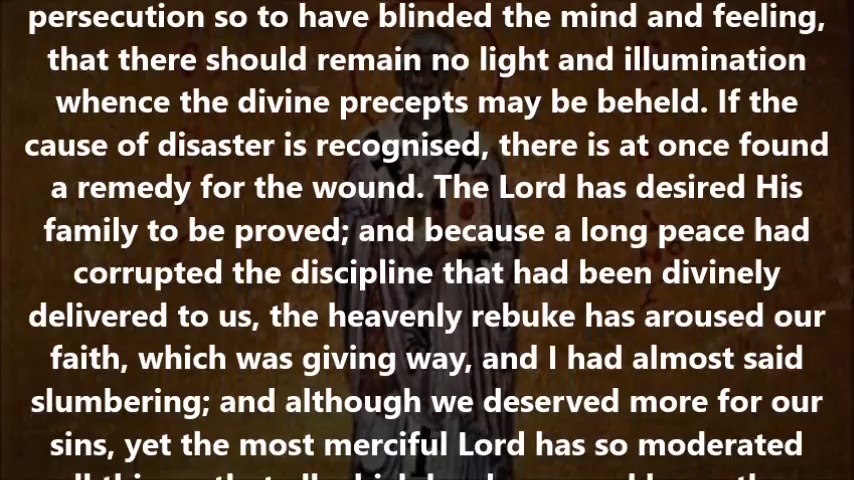 persecution so to have blinded the mind and feeling,
that there should remain no light and illumination
whence the divine precepts may be beheld. If the
cause of disaster is recognised, there is at once found
a remedy for the wound. The Lord has desired His
family to be proved; and because a long peace had
corrupted the discipline that had been divinely
delivered to us, the heavenly rebuke has aroused our
faith, which was giving way, and I had almost said
slumbering; and although we deserved more for our
sins, yet the most merciful Lord has so moderated